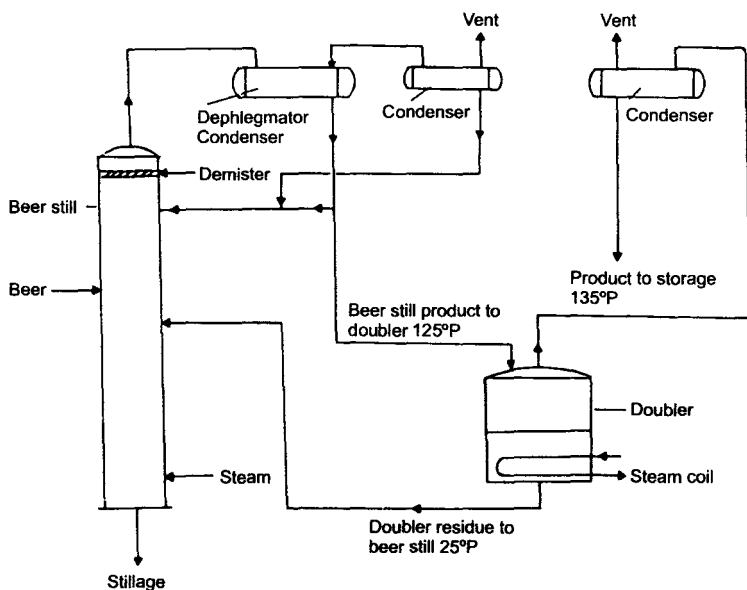 Vent
Vent
Dephlegmator
Condenser
Condenser
Condenser
Demister
Beer still
Beer
Product to storage
135ºP
Beer still product to
doubler 125ºP
Doubler
Steam
Steam coil
Doubler residue to
beer still 25ºP
Stillage